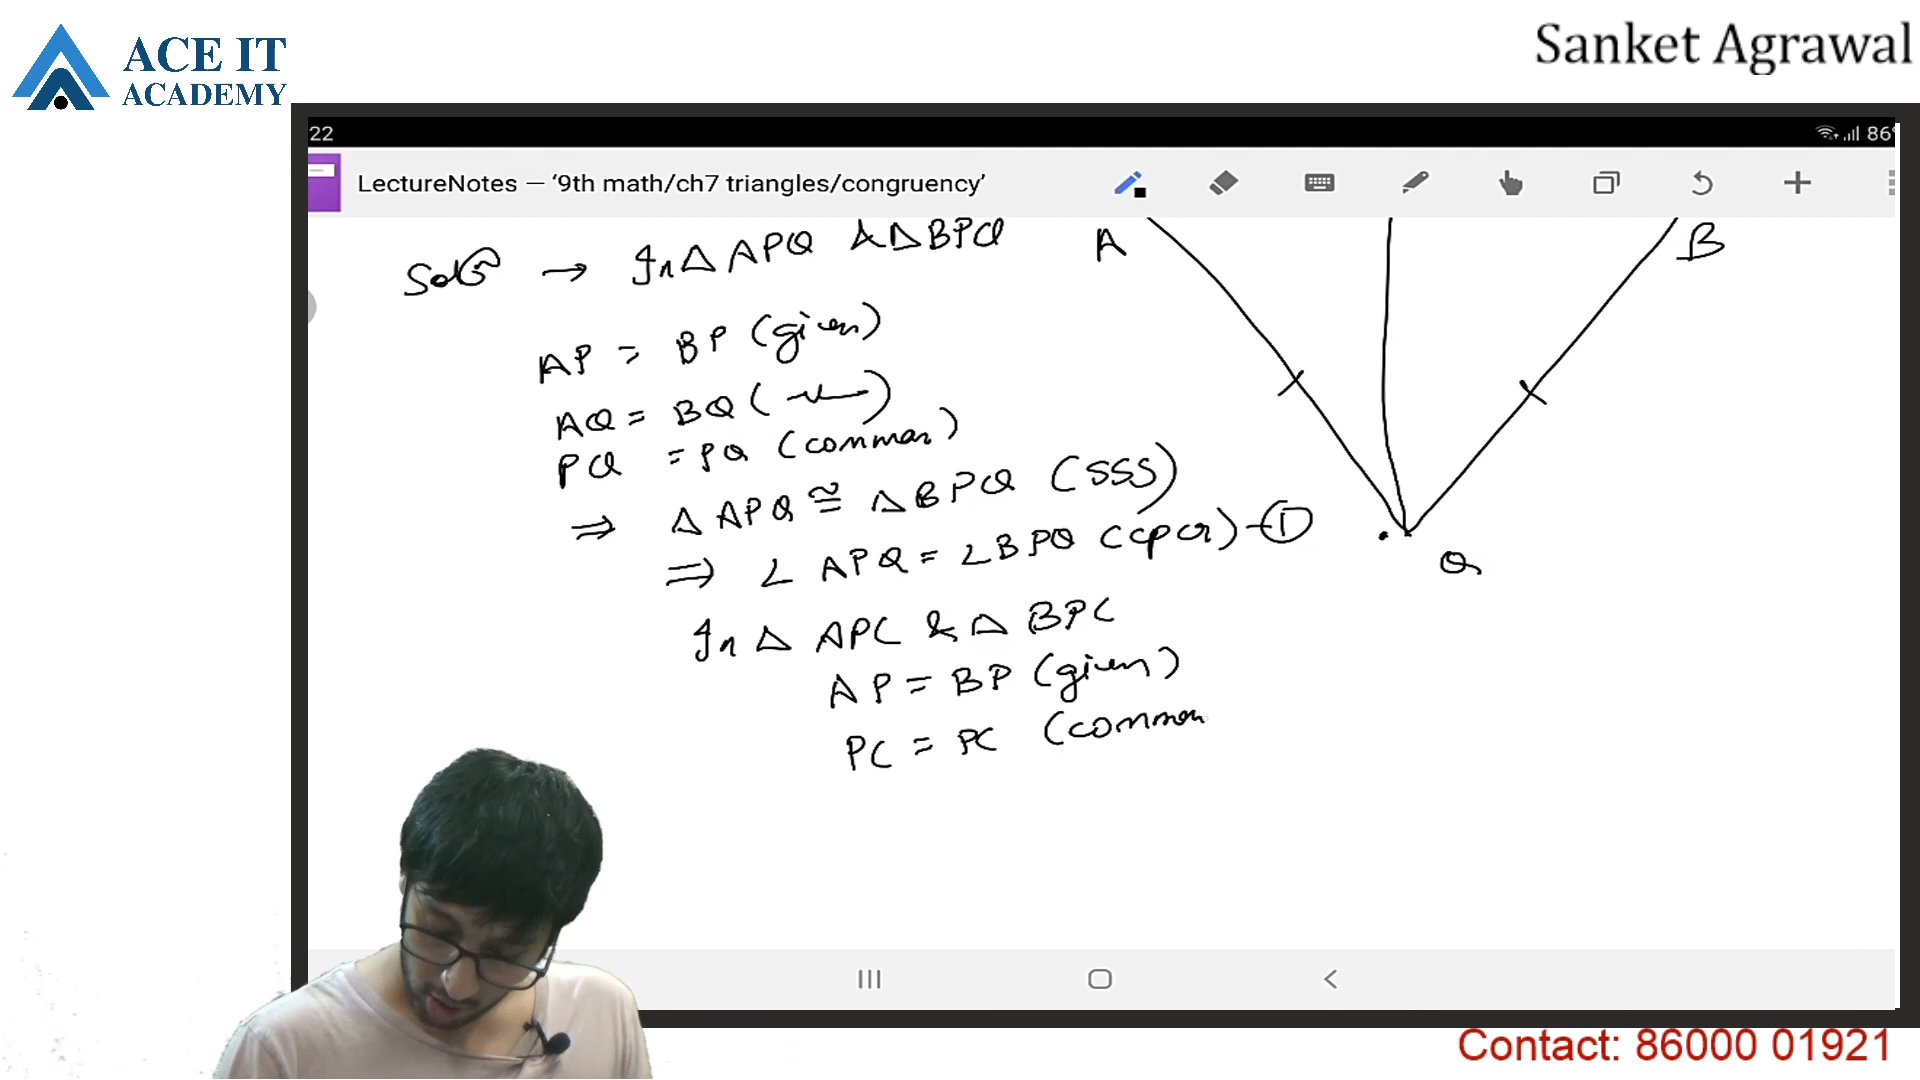 ACE IT
ACADEMY
Sanket Agrawal
22
86
LectureNotes – ‘9th math/ch7 triangles/congruency’
Solⁿ → In △ APQ & △ BPQ
A
B
AP = BP (given)
AQ = BQ (
PQ = PQ (common)
⇒ △ APQ ≅ △ BPQ (SSS)
⇒ ∠ APQ = ∠ BPQ (cpct) – ①
Q
In △ APC & △ BPC
AP = BP (given)
PC = PC (common
Contact: 86000 01921